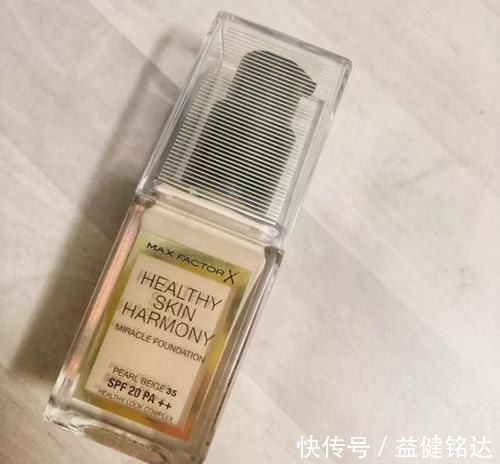 MAX FACTOR X
HEALTHY
SKIN
HARMONY
MIRACLE FOUNDATION
PEARL BEIGE 35
SPF 20 PA ++
HEALTHY LOOK COMPLEX
快传号 / 益健铭达